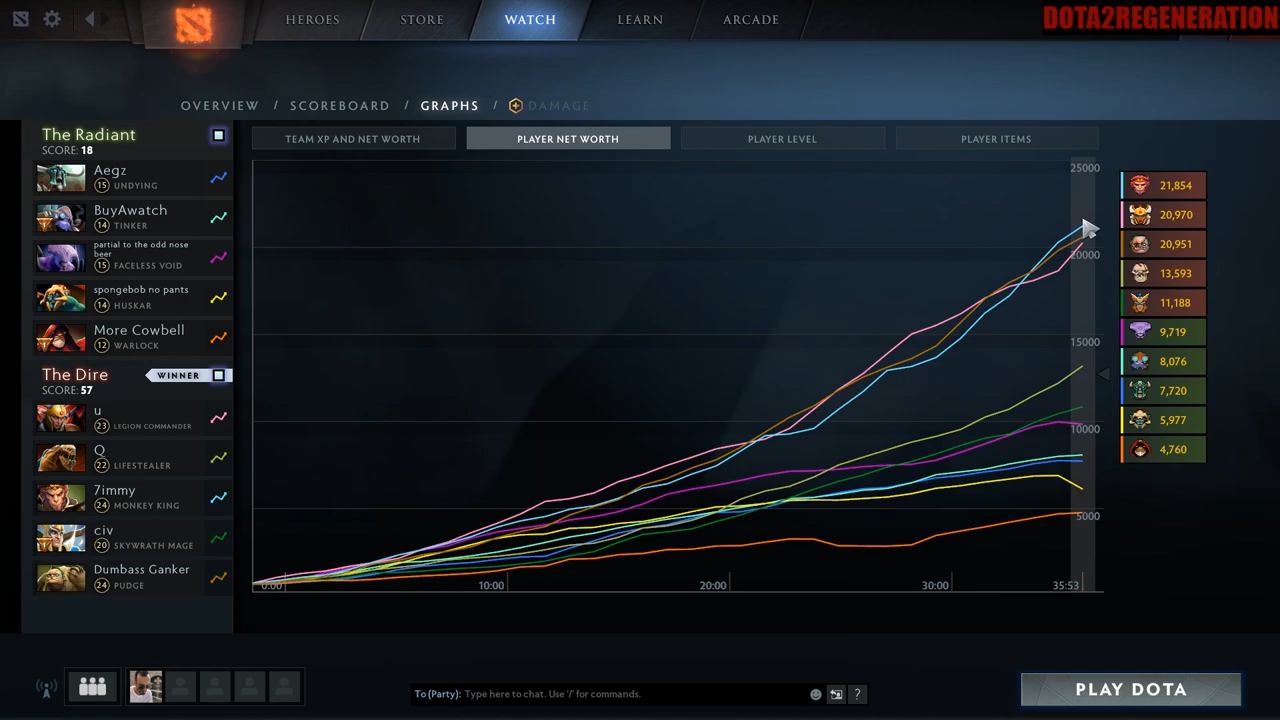 HEROES
STORE
WATCH
LEARN
ARCADE
DOTA2REGENERATION
OVERVIEW / SCOREBOARD / GRAPHS / DAMAGE
The Radiant
SCORE: 18
Aegz
15 UNDYING
BuyAwatch
14 TINKER
partial to the odd nose
beer
15 FACELESS VOID
spongebob no pants
14 HUSKAR
More Cowbell
12 WARLOCK
The Dire
WINNER
SCORE: 57
u
23 LEGION COMMANDER
Q
22 LIFESTEALER
7immy
24 MONKEY KING
civ
20 SKYWRATH MAGE
Dumbass Ganker
24 PUDGE
TEAM XP AND NET WORTH
PLAYER NET WORTH
PLAYER LEVEL
PLAYER ITEMS
25000
20000
15000
10000
5000
0:00
10:00
20:00
30:00
35:53
21,854
20,970
20,951
13,593
11,188
9,719
8,076
7,720
5,977
4,760
To (Party): Type here to chat. Use '/' for commands.
?
PLAY DOTA